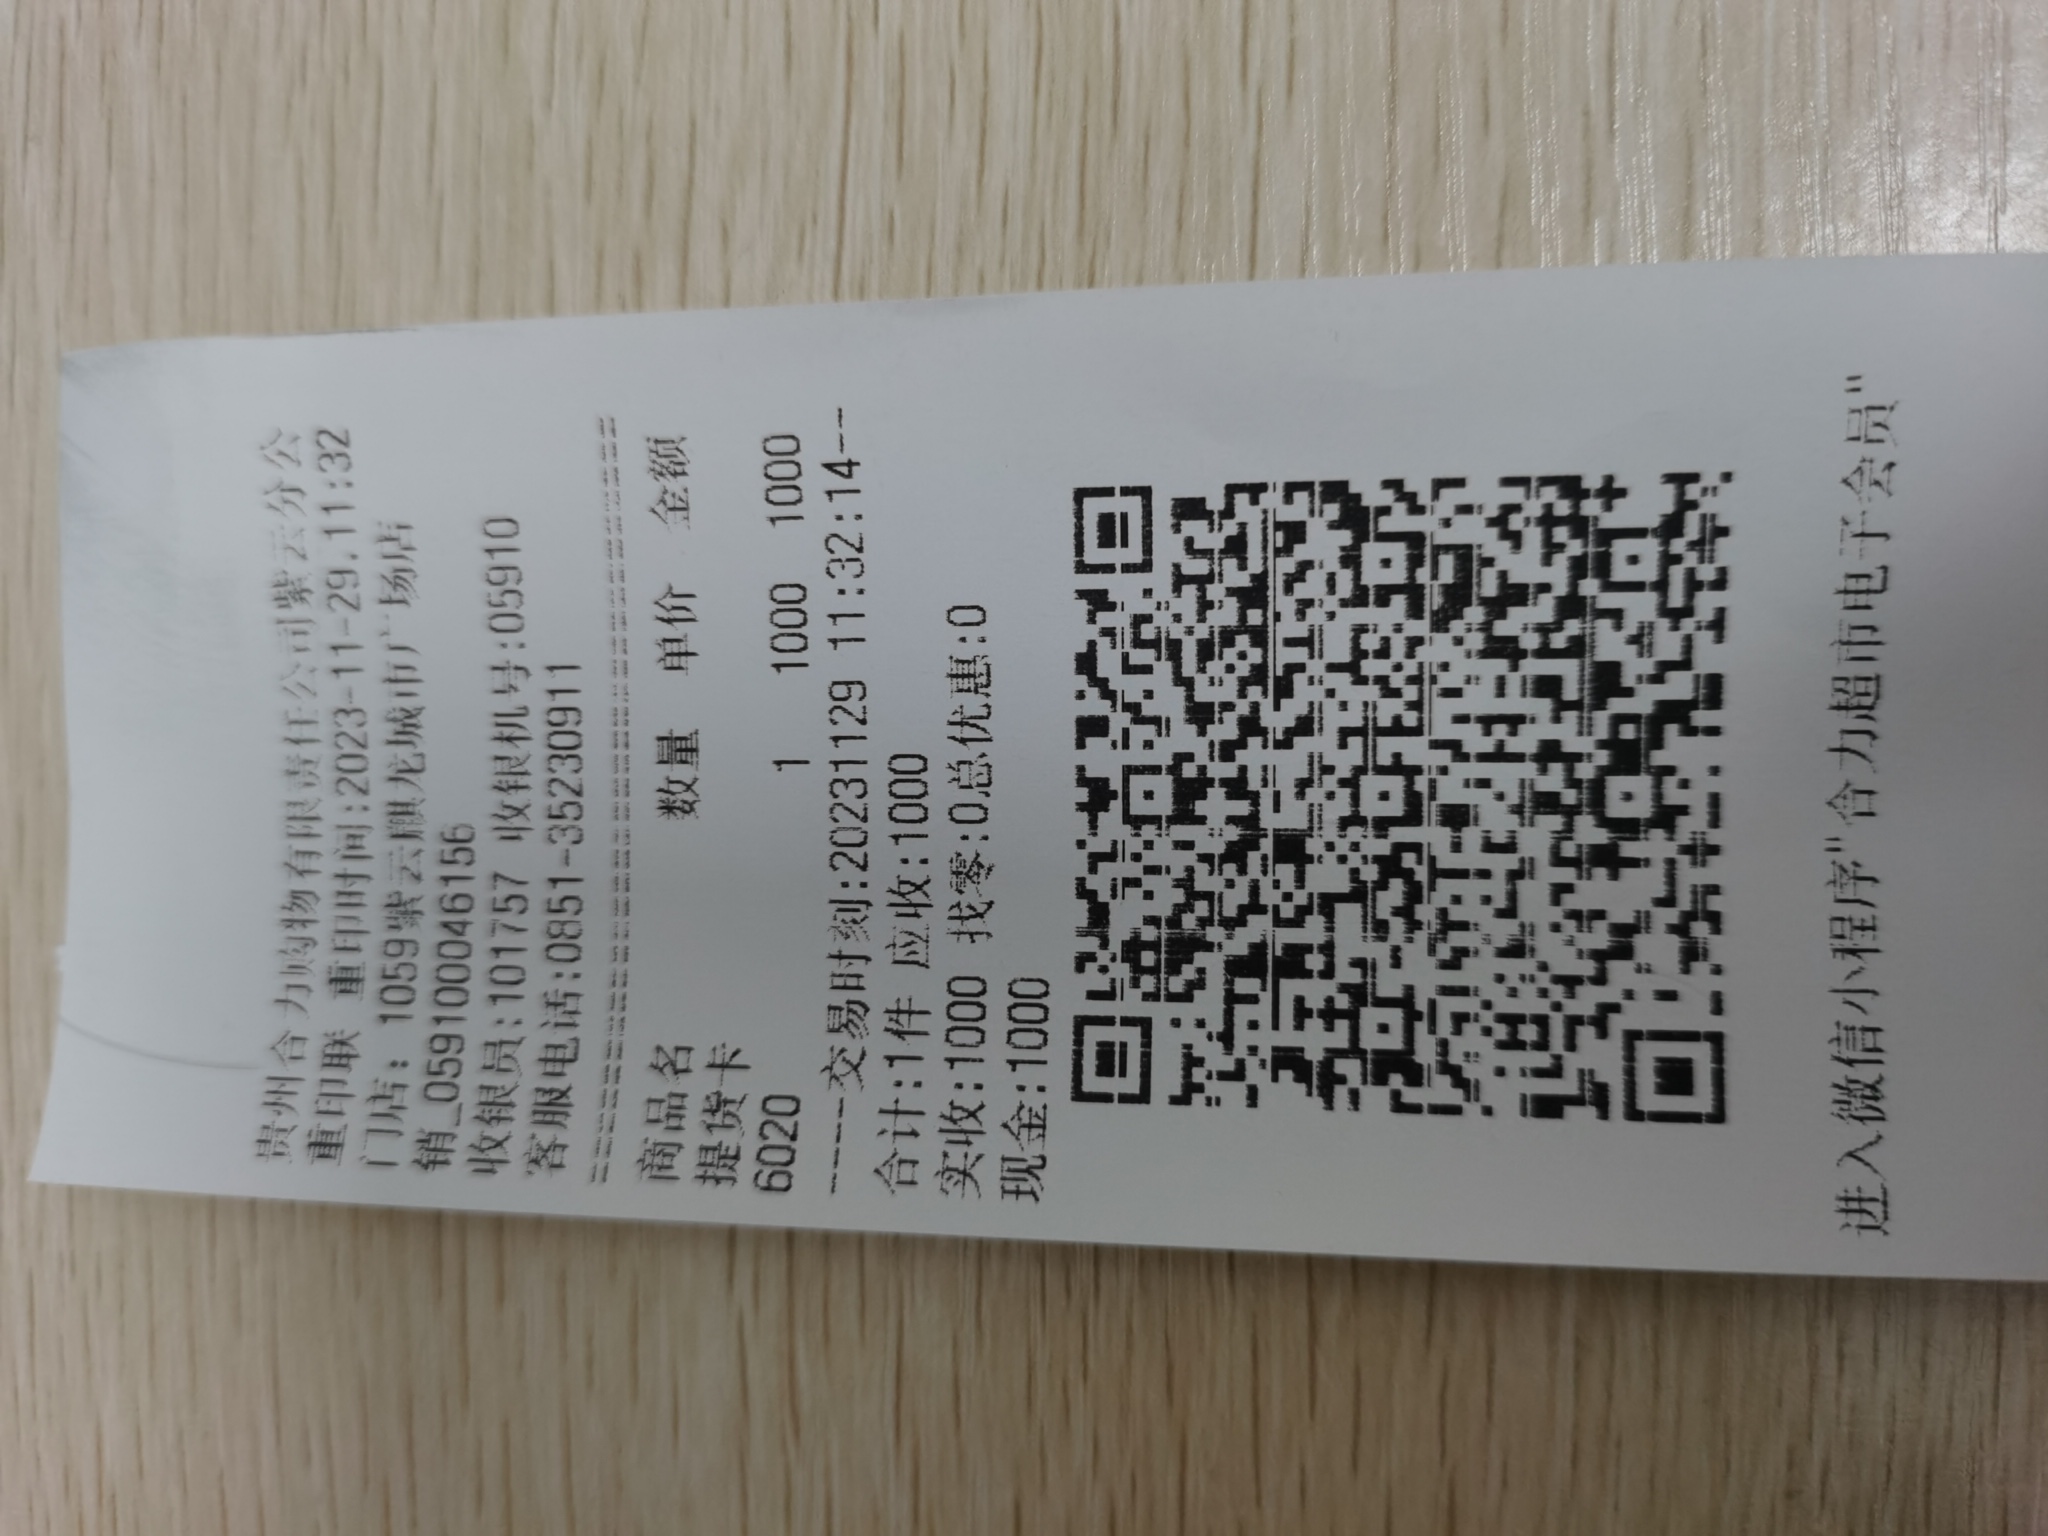 贵州合力购物有限责任公司紫云分公
重印联 重印时间:2023-11-29.11:32
门店: 1059紫云麒龙城市广场店
销_0591000046156
收银员:101757 收银机号:059910
客服电话:0851-35230911
================================
商品名 数量 单价 金额
提货卡
6020 1 1000 1000
-----交易时刻:20231129 11:32:14--
合计:1件 应收:1000
实收:1000 找零:0总优惠:0
现金:1000
进入微信小程序"合力超市电子会员"